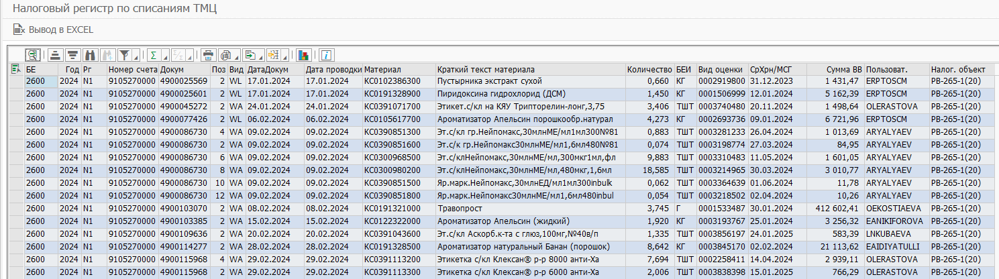 Налоговый регистр по списаниям ТМЦ
Вывод в EXCEL
БЕ Год Рг Номер счета Докум Поз Вид ДатаДокум Дата проводки Материал Краткий текст материала Количество БЕИ Вид оценки СрХрн/МСГ Сумма ВВ Пользоват. Налог. объект
2600 2024 N1 9105270000 4900025569 2 WL 17.01.2024 17.01.2024 КС0102386300 Пустырника экстракт сухой 0,660 КГ 0002919800 31.12.2023 1 431,47 ERPTOSCM РВ-265-1(20)
2600 2024 N1 9105270000 4900025601 2 WL 17.01.2024 17.01.2024 КС0191328900 Пиридоксина гидрохлорид (ДСМ) 1,450 КГ 0001506999 12.01.2024 5 162,39 ERPTOSCM РВ-265-1(20)
2600 2024 N1 9105270000 4900045272 2 WA 24.01.2024 24.01.2024 КС0391071700 Этикет.с/кл на КЯУ Трипторелин-лонг,3,75 3,406 ТШТ 0003740480 20.11.2024 1 498,64 OLERASTOVA РВ-265-1(20)
2600 2024 N1 9105270000 4900077426 2 WL 06.02.2024 06.02.2024 КС0105617700 Ароматизатор Апельсин порошкообр.натурал 4,273 КГ 0002693736 09.01.2024 6 721,96 ERPTOSCM РВ-265-1(20)
2600 2024 N1 9105270000 4900086730 4 WA 09.02.2024 09.02.2024 КС0390851300 Эт.с/кл гр.Нейпомакс,30млнМЕ/мл1мл300№81 0,883 ТШТ 0003281233 26.04.2024 1 013,69 ARYALYAEV РВ-265-1(20)
2600 2024 N1 9105270000 4900086730 2 WA 09.02.2024 09.02.2024 КС0390851600 Эт.с/к гр.Нейпомакс30млнМЕ/мл1,6мл480№81 0,074 ТШТ 0003198774 27.03.2024 84,95 ARYALYAEV РВ-265-1(20)
2600 2024 N1 9105270000 4900086730 6 WA 09.02.2024 09.02.2024 КС0300968500 Эт.с/клНейпомакс,30млнМЕ/мл,300мкг1мл,фл 9,883 ТШТ 0003310483 11.05.2024 1 601,05 ARYALYAEV РВ-265-1(20)
2600 2024 N1 9105270000 4900086730 8 WA 09.02.2024 09.02.2024 КС0300980200 Эт.с/клНейпомакс,30млнМЕ/мл,480мкг,1,6мл 18,585 ТШТ 0003214965 30.03.2024 3 010,77 ARYALYAEV РВ-265-1(20)
2600 2024 N1 9105270000 4900086730 10 WA 09.02.2024 09.02.2024 КС0390851500 Яр.марк.Нейпомакс,30млнЕД/мл1мл300inbulk 0,062 ТШТ 0003364639 01.06.2024 11,78 ARYALYAEV РВ-265-1(20)
2600 2024 N1 9105270000 4900086730 12 WA 09.02.2024 09.02.2024 КС0390851800 Яр.марк.Нейпомакс30млнМЕ/мл1,6мл480inbul 0,054 ТШТ 0003218502 02.04.2024 10,26 ARYALYAEV РВ-265-1(20)
2600 2024 N1 9105270000 4900103070 2 WA 08.02.2024 08.02.2024 КС0191321000 Травопрост 3,745 Г 0001533487 30.01.2024 412 602,41 OEKOSTIAEVA РВ-265-1(20)
2600 2024 N1 9105270000 4900103385 2 WA 15.02.2024 15.02.2024 КС0122322000 Ароматизатор Апельсин (жидкий) 1,920 КГ 0003193767 25.01.2024 3 256,32 EANIKIFOROVA РВ-265-1(20)
2600 2024 N1 9105270000 4900109636 2 WA 20.02.2024 20.02.2024 КС0391043600 Эт.с/кл Аскорб.к-та с глюз,100мг,№40в/п 1,335 ТШТ 0003856197 24.01.2025 583,39 LNKUBAEVA РВ-265-1(20)
2600 2024 N1 9105270000 4900114277 2 WA 28.02.2024 28.02.2024 КС0191328500 Ароматизатор натуральный Банан (порошок) 8,642 КГ 0003845170 02.02.2024 21 113,62 EAIDIYATULLI РВ-265-1(20)
2600 2024 N1 9105270000 4900115968 4 WA 29.02.2024 29.02.2024 КС0391113200 Этикетка с/кл Клексан® р-р 8000 анти-Ха 7,694 ТШТ 0002258411 14.04.2024 2 939,11 OLERASTOVA РВ-265-1(20)
2600 2024 N1 9105270000 4900115968 2 WA 29.02.2024 29.02.2024 КС0391113300 Этикетка с/кл Клексан® р-р 6000 анти-Ха 2,006 ТШТ 0003838398 15.01.2025 766,29 OLERASTOVA РВ-265-1(20)